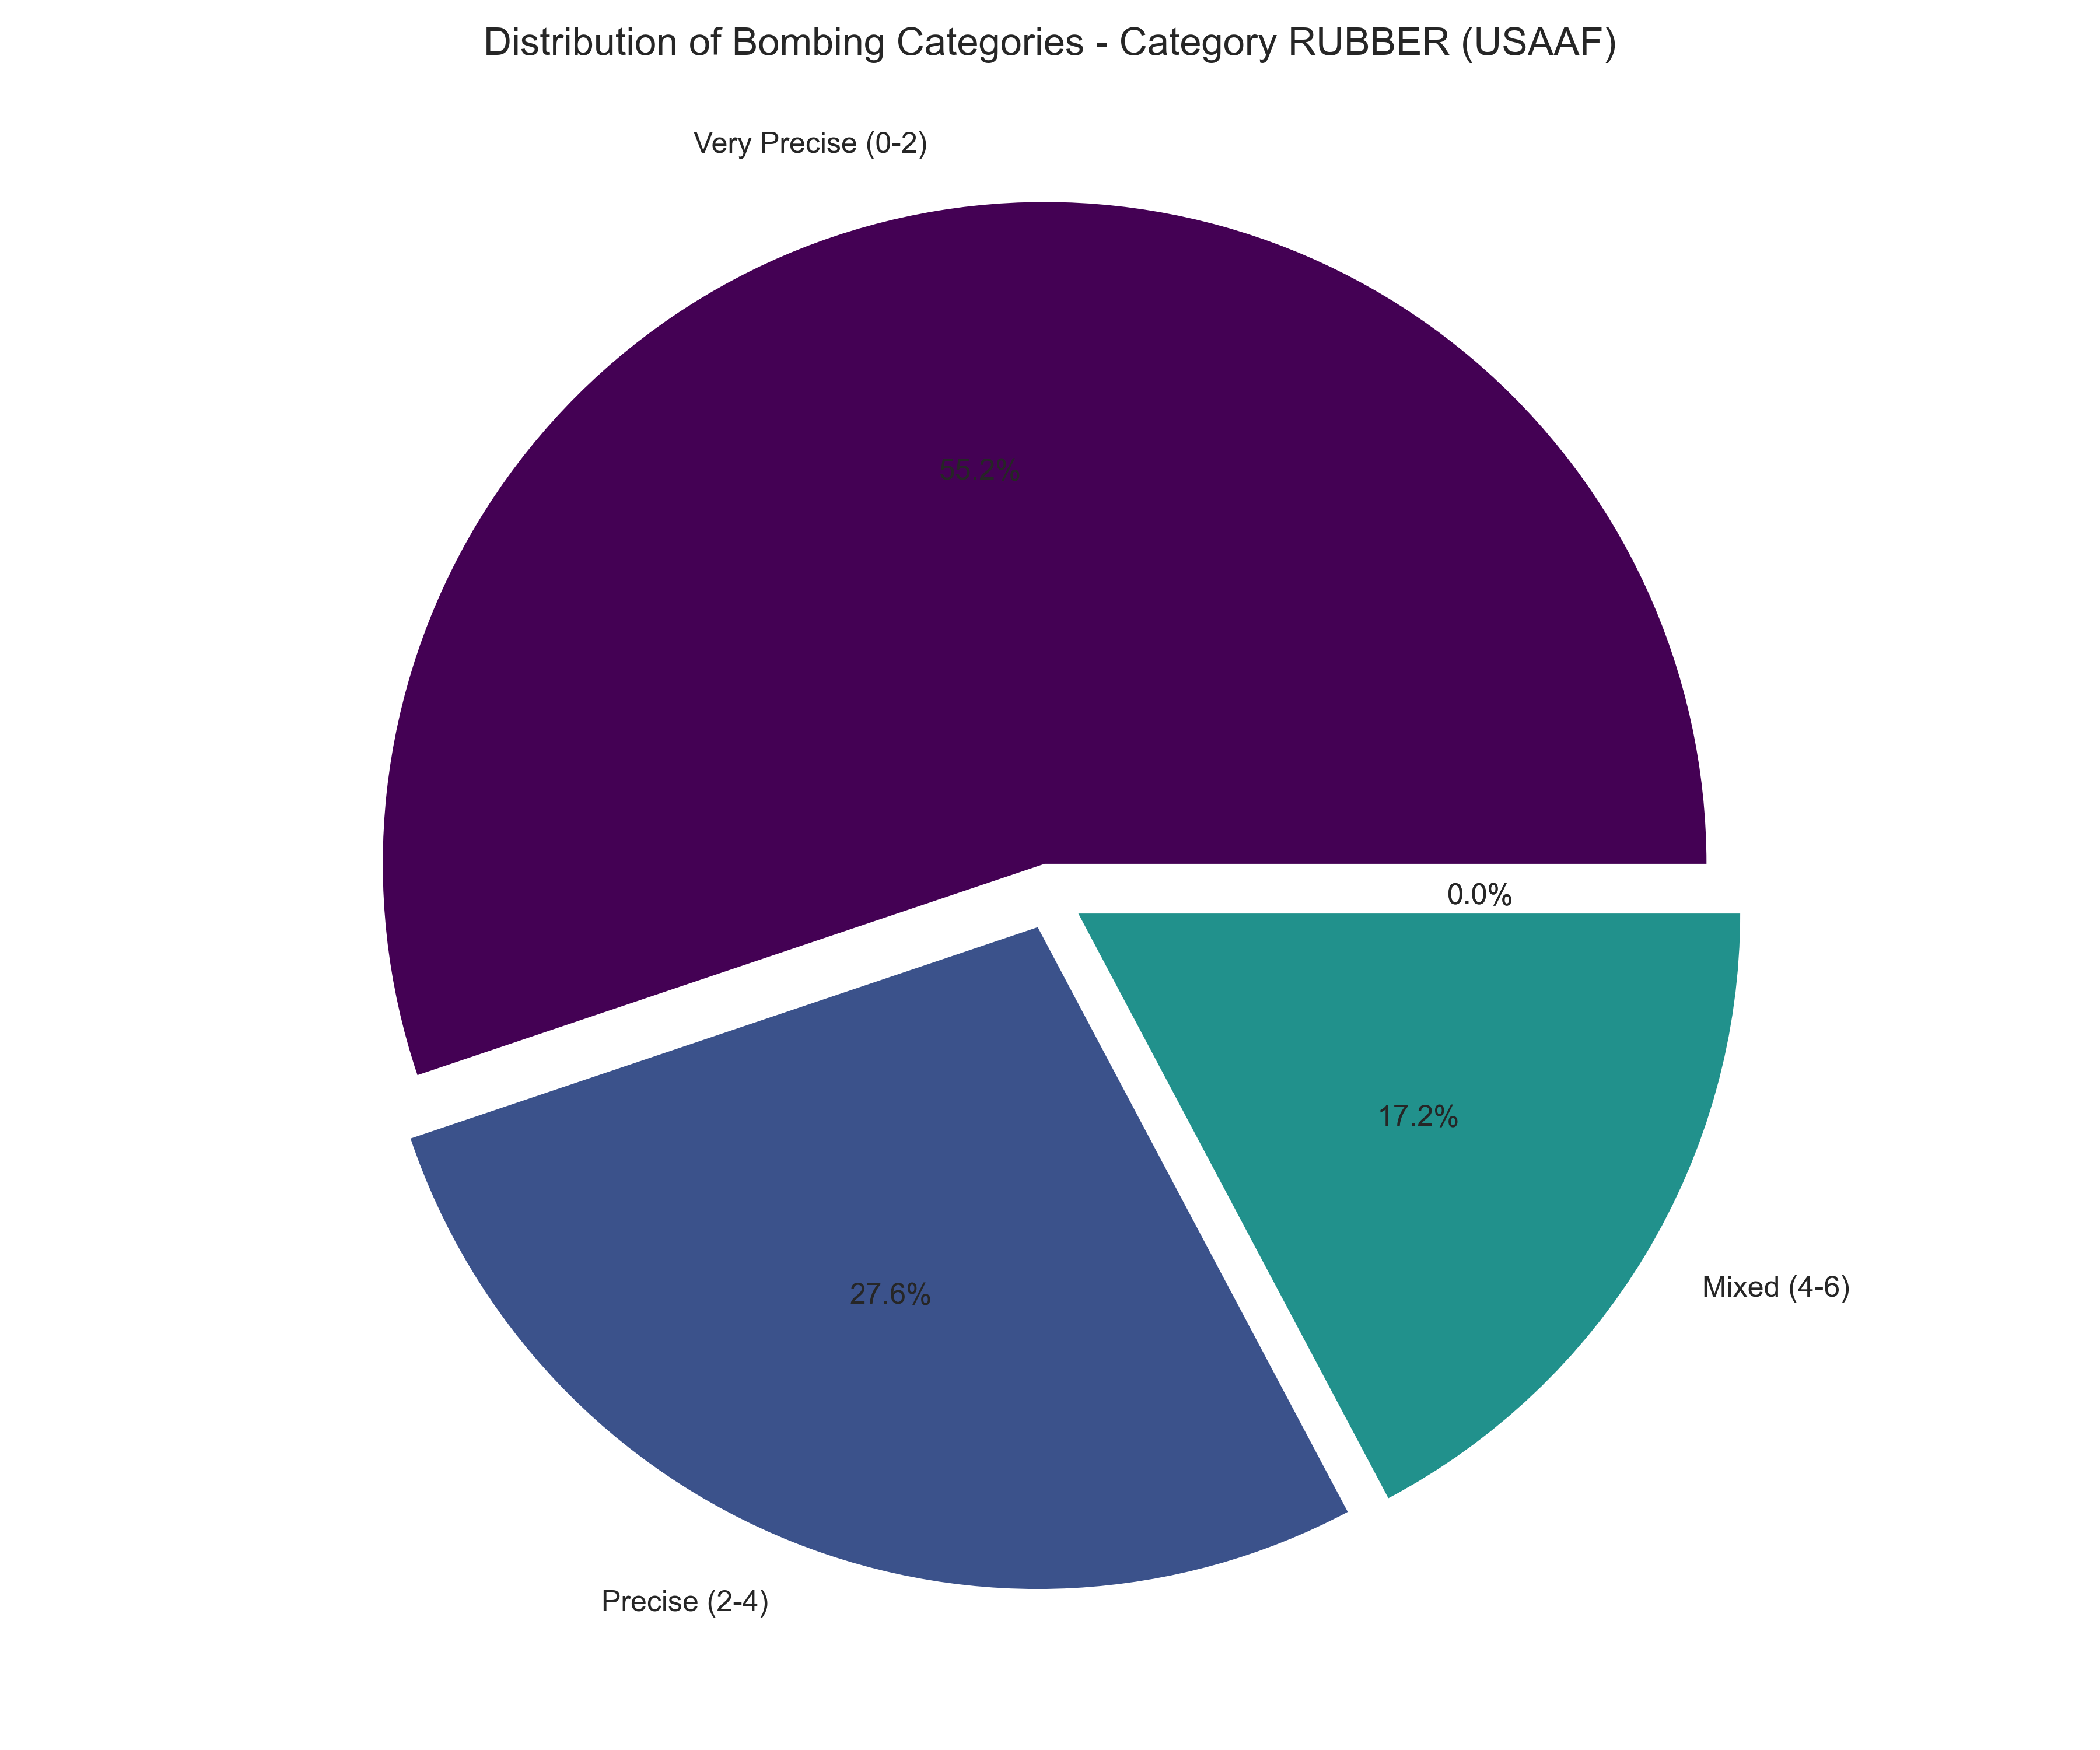 Distribution of Bombing Categories - Category RUBBER (USAAF)
Very Precise (0-2)
55.2%
0.0%
17.2%
Mixed (4-6)
27.6%
Precise (2-4)